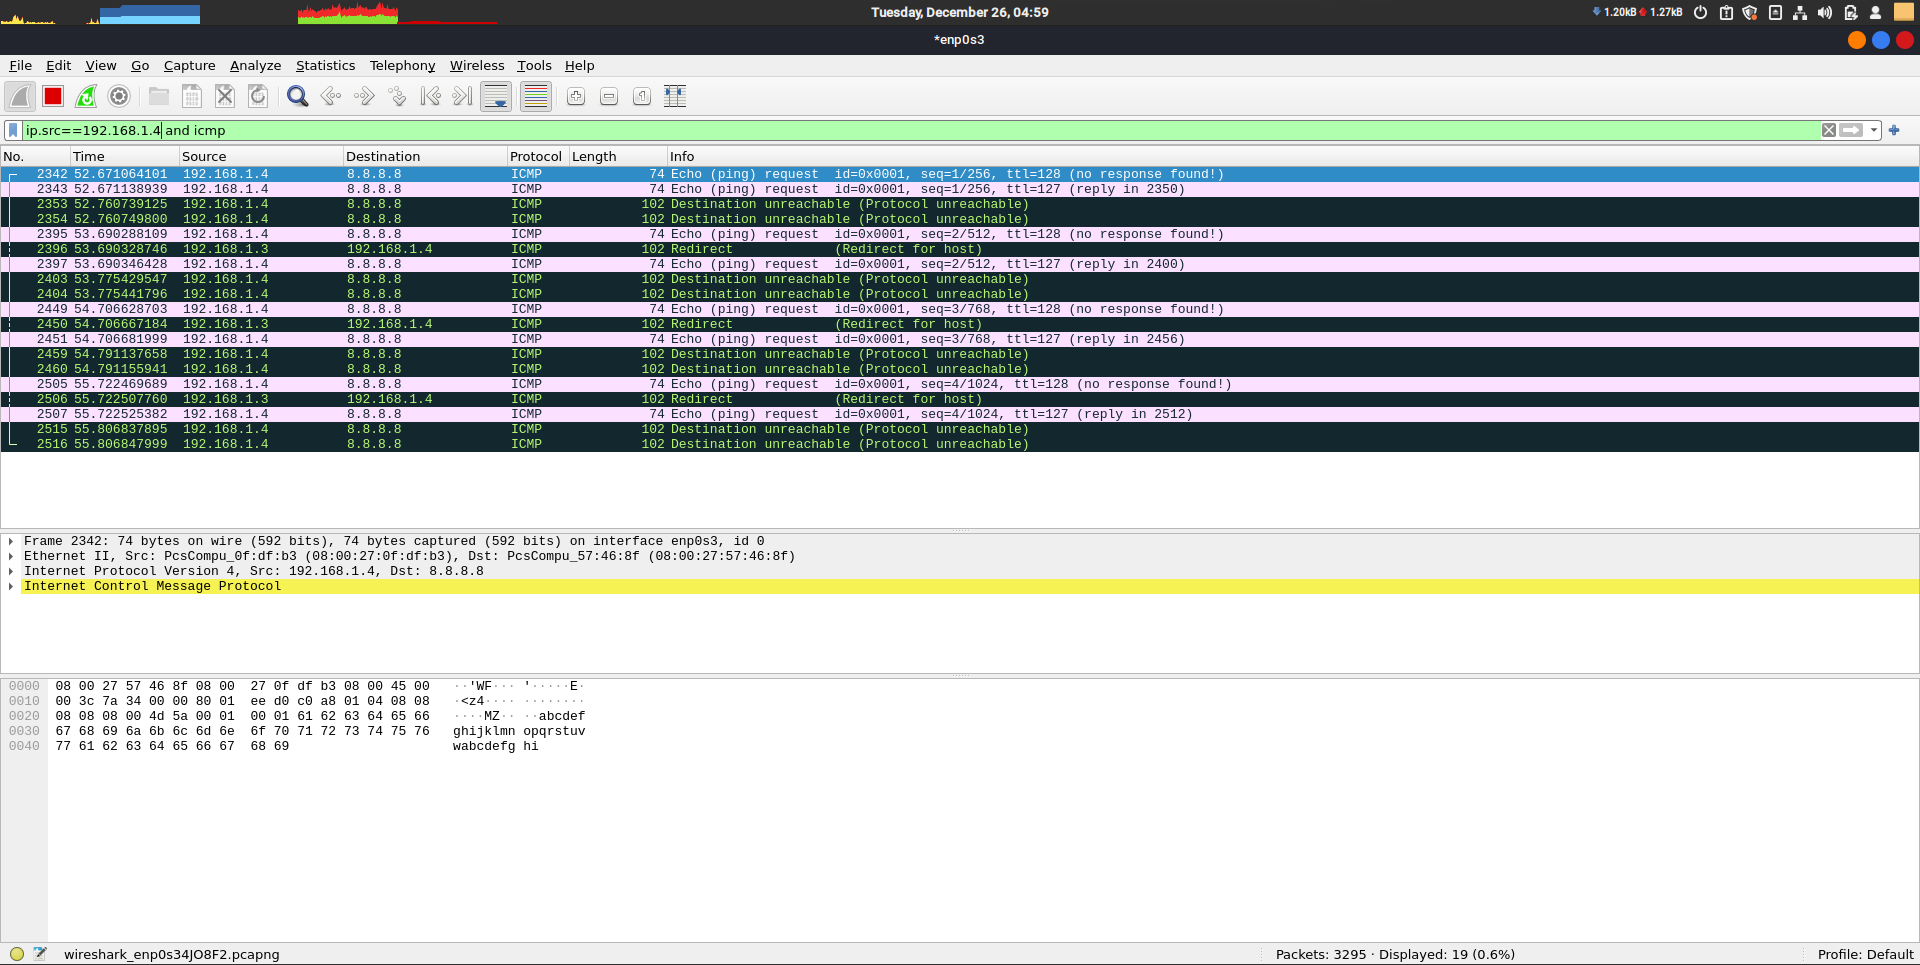 Tuesday, December 26, 04:59
1.20kB 1.27kB
*enp0s3
File Edit View Go Capture Analyze Statistics Telephony Wireless Tools Help
ip.src==192.168.1.4 and icmp
No. Time Source Destination Protocol Length Info
2342 52.671064101 192.168.1.4 8.8.8.8 ICMP 74 Echo (ping) request id=0x0001, seq=1/256, ttl=128 (no response found!)
2343 52.671138939 192.168.1.4 8.8.8.8 ICMP 74 Echo (ping) request id=0x0001, seq=1/256, ttl=127 (reply in 2350)
2353 52.760739125 192.168.1.4 8.8.8.8 ICMP 102 Destination unreachable (Protocol unreachable)
2354 52.760749800 192.168.1.4 8.8.8.8 ICMP 102 Destination unreachable (Protocol unreachable)
2395 53.690288109 192.168.1.4 8.8.8.8 ICMP 74 Echo (ping) request id=0x0001, seq=2/512, ttl=128 (no response found!)
2396 53.690328746 192.168.1.3 192.168.1.4 ICMP 102 Redirect (Redirect for host)
2397 53.690346428 192.168.1.4 8.8.8.8 ICMP 74 Echo (ping) request id=0x0001, seq=2/512, ttl=127 (reply in 2400)
2403 53.775429547 192.168.1.4 8.8.8.8 ICMP 102 Destination unreachable (Protocol unreachable)
2404 53.775441796 192.168.1.4 8.8.8.8 ICMP 102 Destination unreachable (Protocol unreachable)
2449 54.706628703 192.168.1.4 8.8.8.8 ICMP 74 Echo (ping) request id=0x0001, seq=3/768, ttl=128 (no response found!)
2450 54.706667184 192.168.1.3 192.168.1.4 ICMP 102 Redirect (Redirect for host)
2451 54.706681999 192.168.1.4 8.8.8.8 ICMP 74 Echo (ping) request id=0x0001, seq=3/768, ttl=127 (reply in 2456)
2459 54.791137658 192.168.1.4 8.8.8.8 ICMP 102 Destination unreachable (Protocol unreachable)
2460 54.791155941 192.168.1.4 8.8.8.8 ICMP 102 Destination unreachable (Protocol unreachable)
2505 55.722469689 192.168.1.4 8.8.8.8 ICMP 74 Echo (ping) request id=0x0001, seq=4/1024, ttl=128 (no response found!)
2506 55.722507760 192.168.1.3 192.168.1.4 ICMP 102 Redirect (Redirect for host)
2507 55.722525382 192.168.1.4 8.8.8.8 ICMP 74 Echo (ping) request id=0x0001, seq=4/1024, ttl=127 (reply in 2512)
2515 55.806837895 192.168.1.4 8.8.8.8 ICMP 102 Destination unreachable (Protocol unreachable)
2516 55.806847999 192.168.1.4 8.8.8.8 ICMP 102 Destination unreachable (Protocol unreachable)
Frame 2342: 74 bytes on wire (592 bits), 74 bytes captured (592 bits) on interface enp0s3, id 0
Ethernet II, Src: PcsCompu_0f:df:b3 (08:00:27:0f:df:b3), Dst: PcsCompu_57:46:8f (08:00:27:57:46:8f)
Internet Protocol Version 4, Src: 192.168.1.4, Dst: 8.8.8.8
Internet Control Message Protocol
0000 08 00 27 57 46 8f 08 00 27 0f df b3 08 00 45 00 ··'WF··· '·····E·
0010 00 3c 7a 34 00 00 80 01 ee d0 c0 a8 01 04 08 08 ·<z4···· ········
0020 08 08 08 00 4d 5a 00 01 00 01 61 62 63 64 65 66 ····MZ·· ··abcdef
0030 67 68 69 6a 6b 6c 6d 6e 6f 70 71 72 73 74 75 76 ghijklmn opqrstuv
0040 77 61 62 63 64 65 66 67 68 69 wabcdefg hi
wireshark_enp0s34JO8F2.pcapng Packets: 3295 · Displayed: 19 (0.6%) Profile: Default